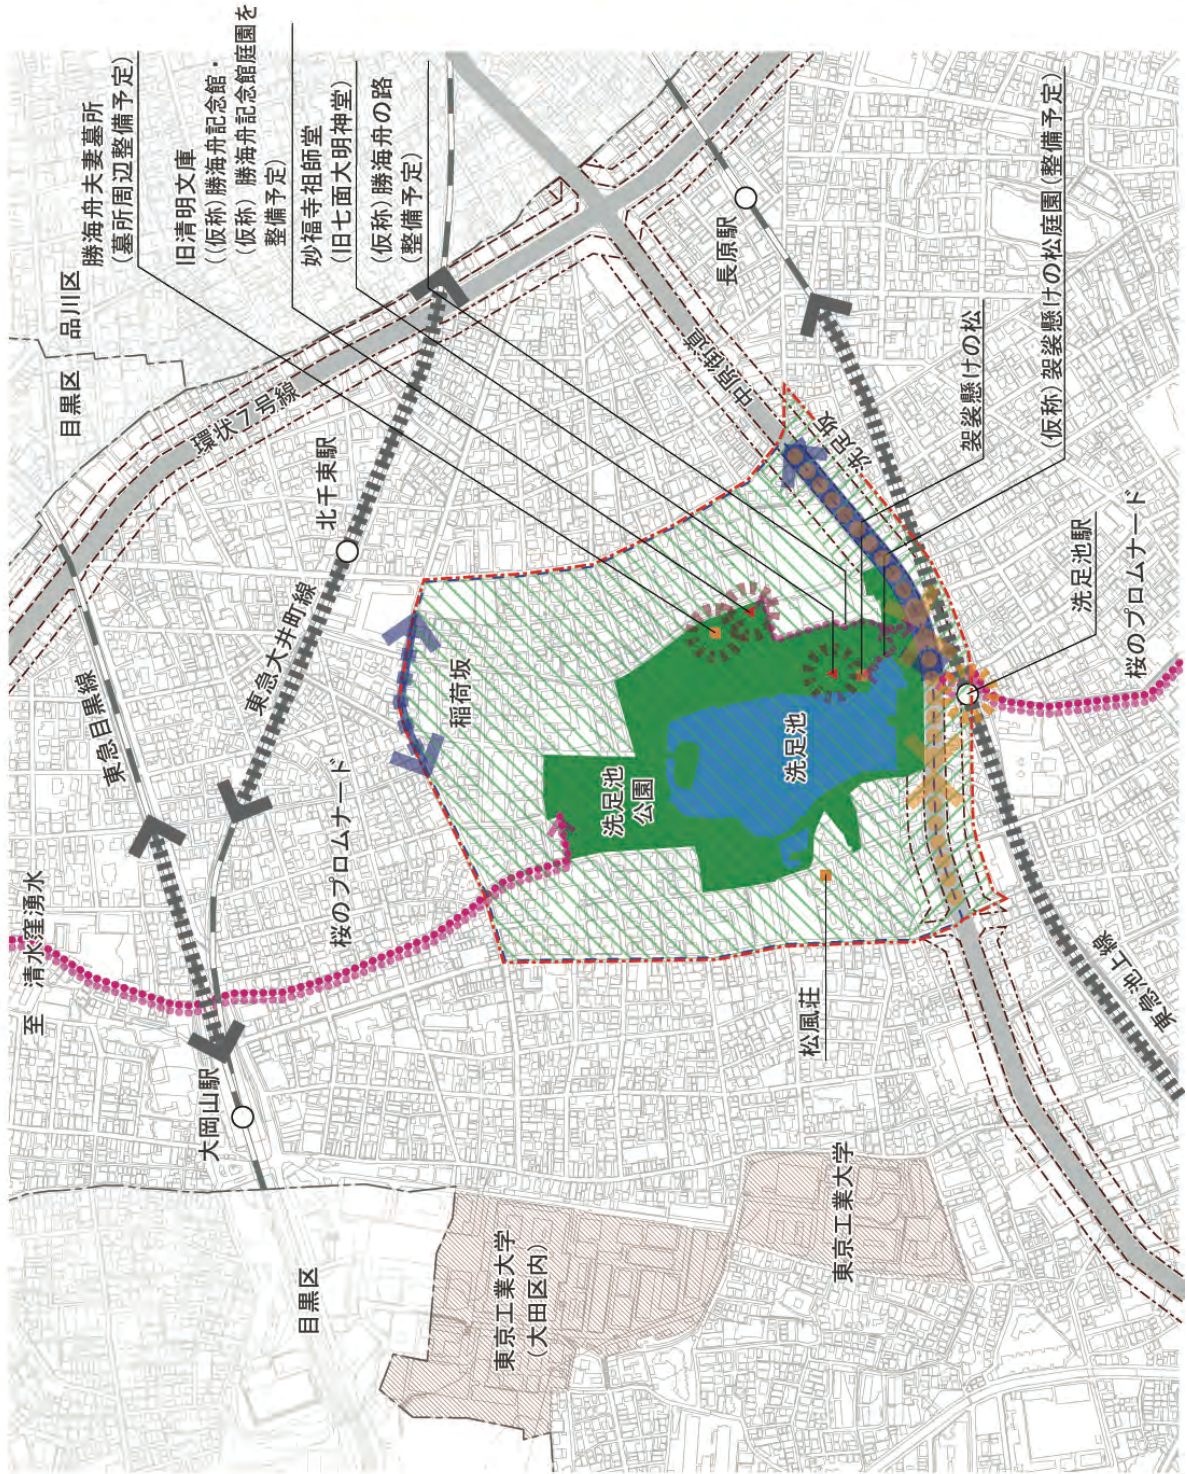 至　清水窪湧水
東急目黒線
環状７号線
目黒区
品川区
勝海舟夫妻墓所
（墓所周辺整備予定）
旧清明文庫
（（仮称）勝海舟記念館・
（仮称）勝海舟記念館庭園を
整備予定）
妙福寺祖師堂
（旧七面大明神堂）
（仮称）勝海舟の路
（整備予定）
大岡山駅
東急大井町線
北千束駅
桜のプロムナード
稲荷坂
中原街道
長原駅
目黒区
洗足池
公園
洗足池
洗足坂
東京工業大学
（大田区内）
松風荘
袈裟懸けの松
（仮称）袈裟懸けの松庭園（整備予定）
東京工業大学
洗足池駅
東急池上線
桜のプロムナード